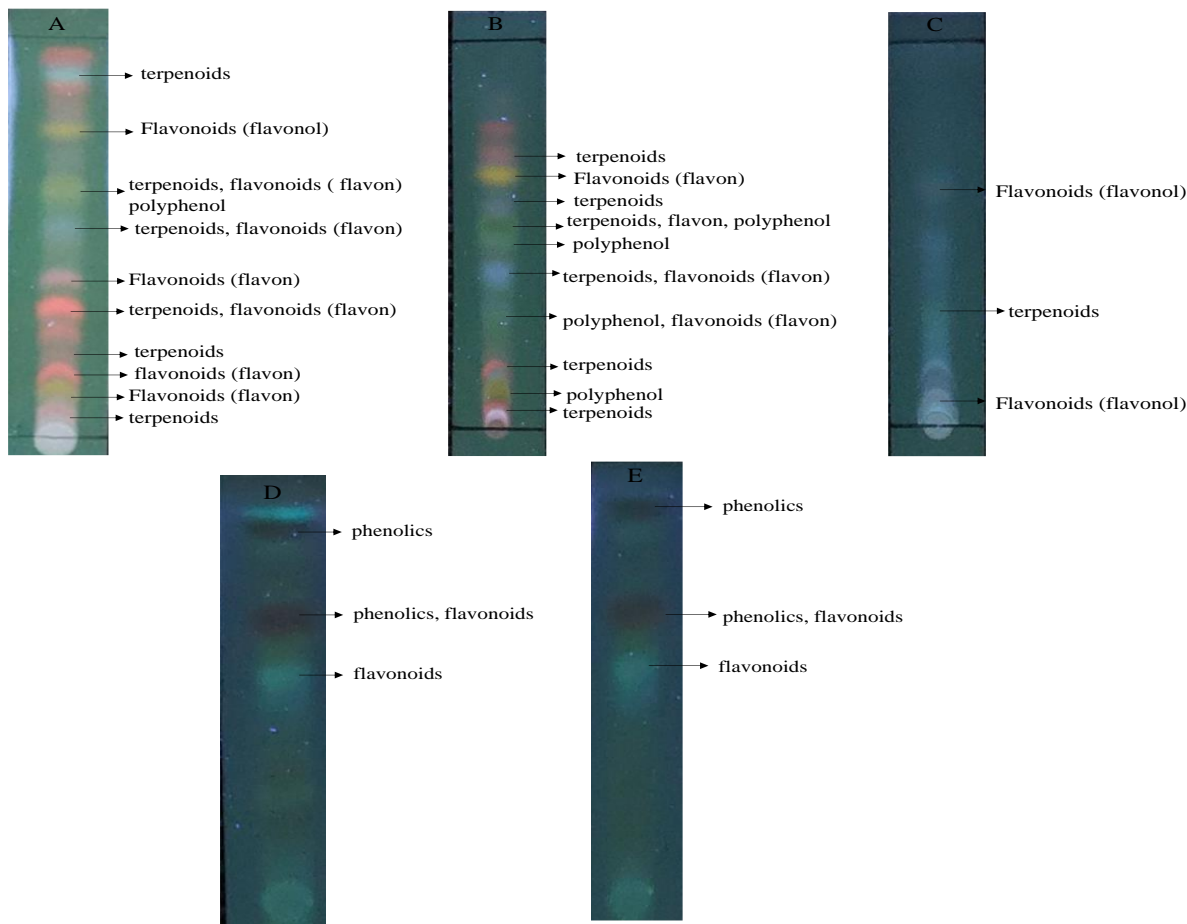 A
terpenoids
Flavonoids (flavonol)
terpenoids, flavonoids ( flavon)
polyphenol
terpenoids, flavonoids (flavon)
Flavonoids (flavon)
terpenoids, flavonoids (flavon)
terpenoids
flavonoids (flavon)
Flavonoids (flavon)
terpenoids
B
terpenoids
Flavonoids (flavon)
terpenoids
terpenoids, flavon, polyphenol
polyphenol
terpenoids, flavonoids (flavon)
polyphenol, flavonoids (flavon)
terpenoids
polyphenol
terpenoids
C
Flavonoids (flavonol)
terpenoids
Flavonoids (flavonol)
D
phenolics
phenolics, flavonoids
flavonoids
E
phenolics
phenolics, flavonoids
flavonoids